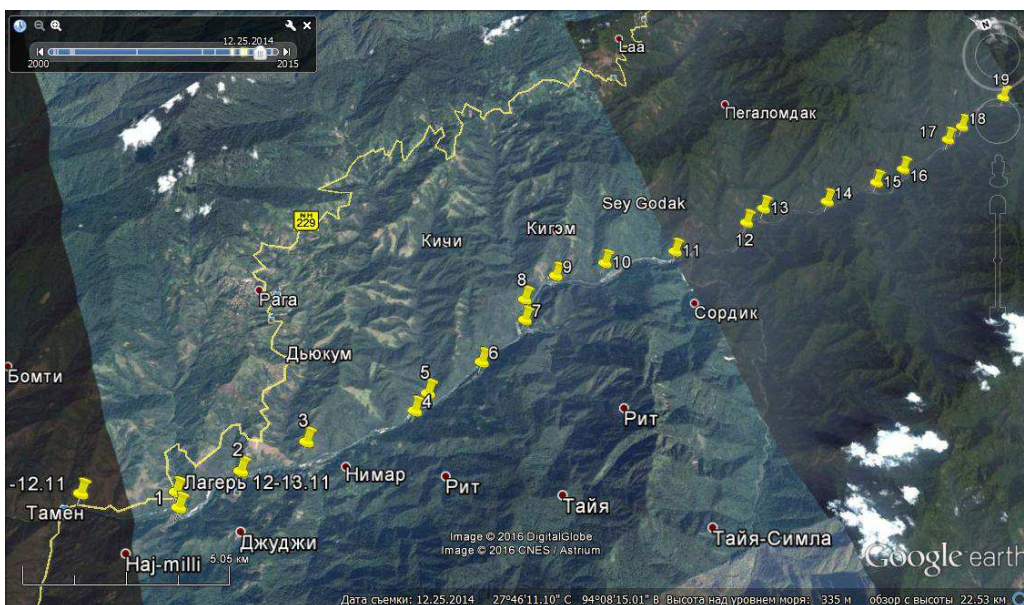 12.25.2014
2000
2015
Laa
19
Пегаломдак
18
17
16
15
14
Sey Godak
13
12
NH
229
Кичи
Кигэм
11
10
9
8
7
Рага
Сордик
Дьюкум
6
Бомти
5
4
Рит
3
2
Нимар
-12.11
Лагерь 12-13.11
1
Рит
Тамен
Тайя
Джуджи
Тайя-Симла
Image © 2016 DigitalGlobe
Image © 2016 CNES / Astrium
Haj-milli
5.05 км
Google earth
Дата съемки: 12.25.2014 27°46'11.10" С 94°08'15.01" В Высота над уровнем моря: 335 м обзор с высоты 22.53 км